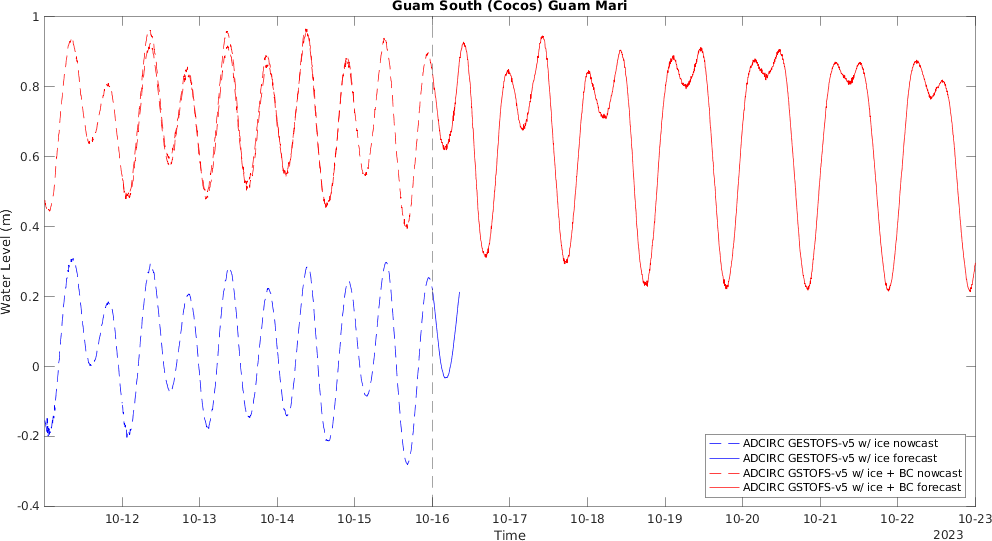 Guam South (Cocos) Guam Mari
1
0.8
0.6
0.4
0.2
0
-0.2
-0.4
Water Level (m)
ADCIRC GESTOFS-v5 w/ ice nowcast
ADCIRC GESTOFS-v5 w/ ice forecast
ADCIRC GSTOFS-v5 w/ ice + BC nowcast
ADCIRC GSTOFS-v5 w/ ice + BC forecast
10-12 10-13 10-14 10-15 10-16 10-17 10-18 10-19 10-20 10-21 10-22 10-23
Time
2023